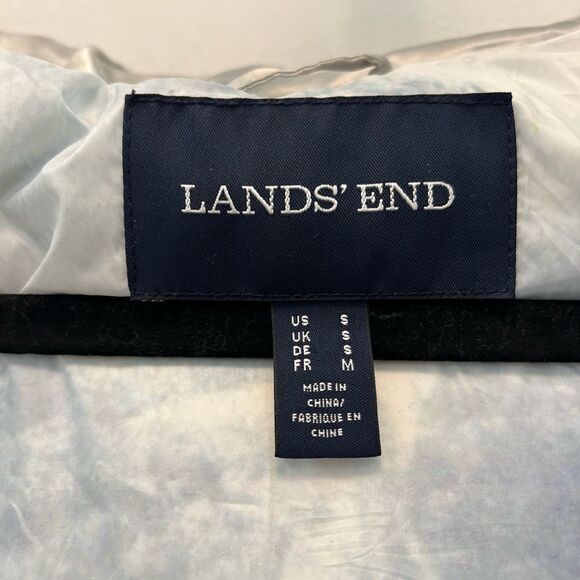 LANDS' END
US S
UK S
DE S
FR M
MADE IN
CHINA/
FABRIQUE EN
CHINE